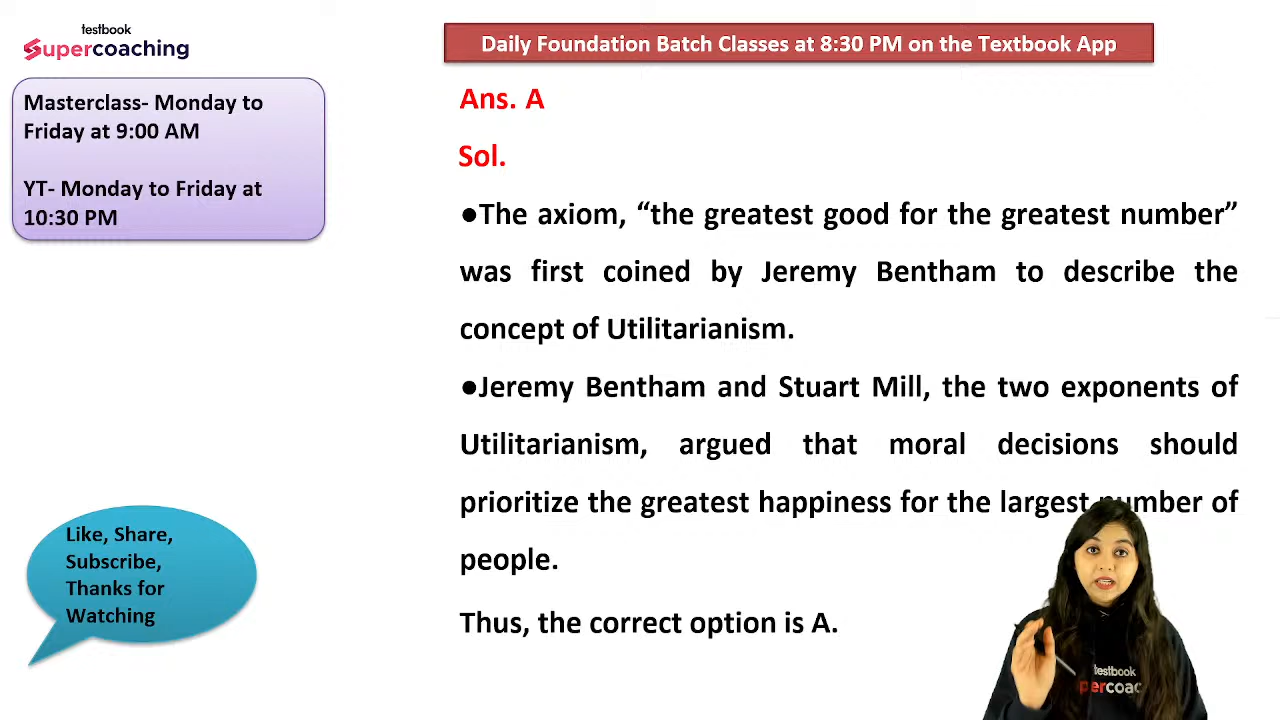 testbook
Supercoaching
Daily Foundation Batch Classes at 8:30 PM on the Textbook App
Masterclass- Monday to
Friday at 9:00 AM
YT- Monday to Friday at
10:30 PM
Ans. A
Sol.
●The axiom, “the greatest good for the greatest number”
was first coined by Jeremy Bentham to describe the
concept of Utilitarianism.
●Jeremy Bentham and Stuart Mill, the two exponents of
Utilitarianism, argued that moral decisions should
prioritize the greatest happiness for the largest number of
people.
Thus, the correct option is A.
Like, Share,
Subscribe,
Thanks for
Watching
testbook
percoac